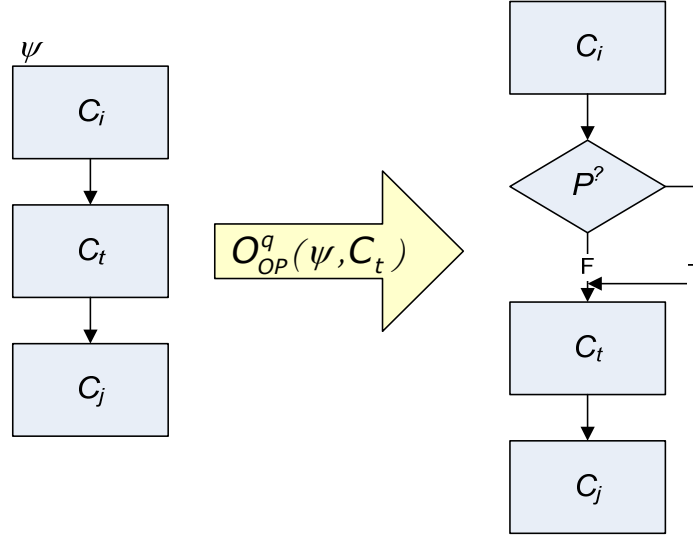 ψ
C_i
C_t
C_j
O^q_OP(ψ,C_t)
C_i
P^?
F
C_t
C_j